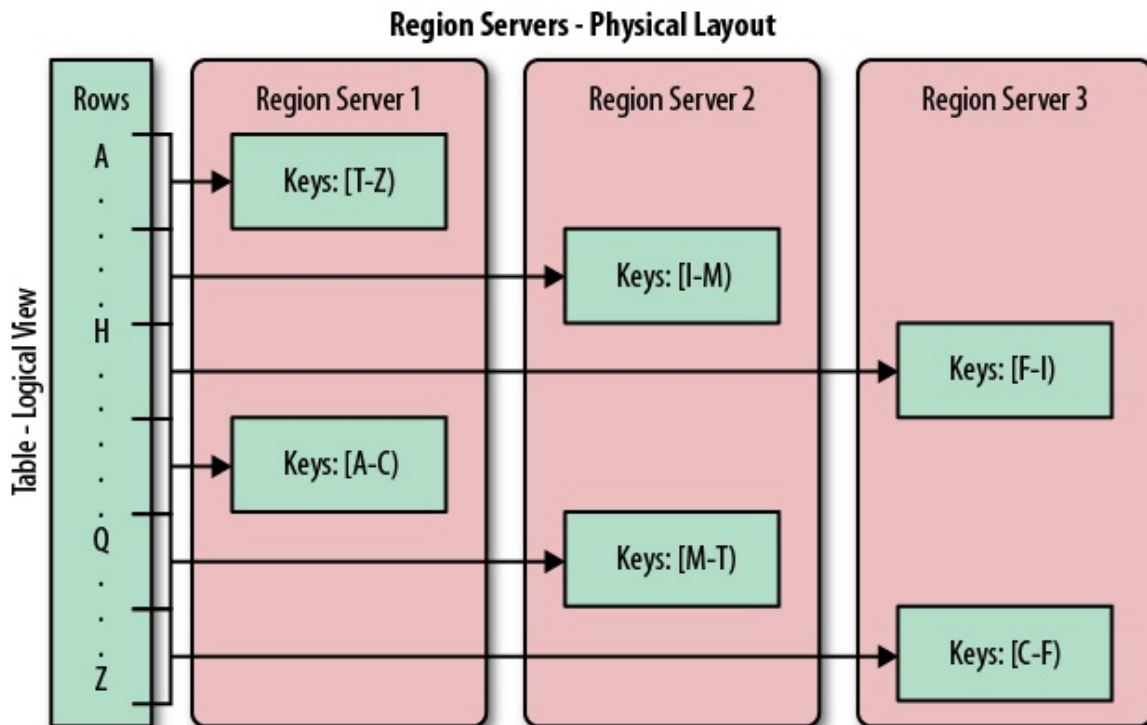 Region Servers - Physical Layout
Table - Logical View
Rows
A
.
.
.
.
H
.
.
.
.
Q
.
.
.
Z
Region Server 1
Keys: [T-Z)
Keys: [A-C)
Region Server 2
Keys: [I-M)
Keys: [M-T)
Region Server 3
Keys: [F-I)
Keys: [C-F)